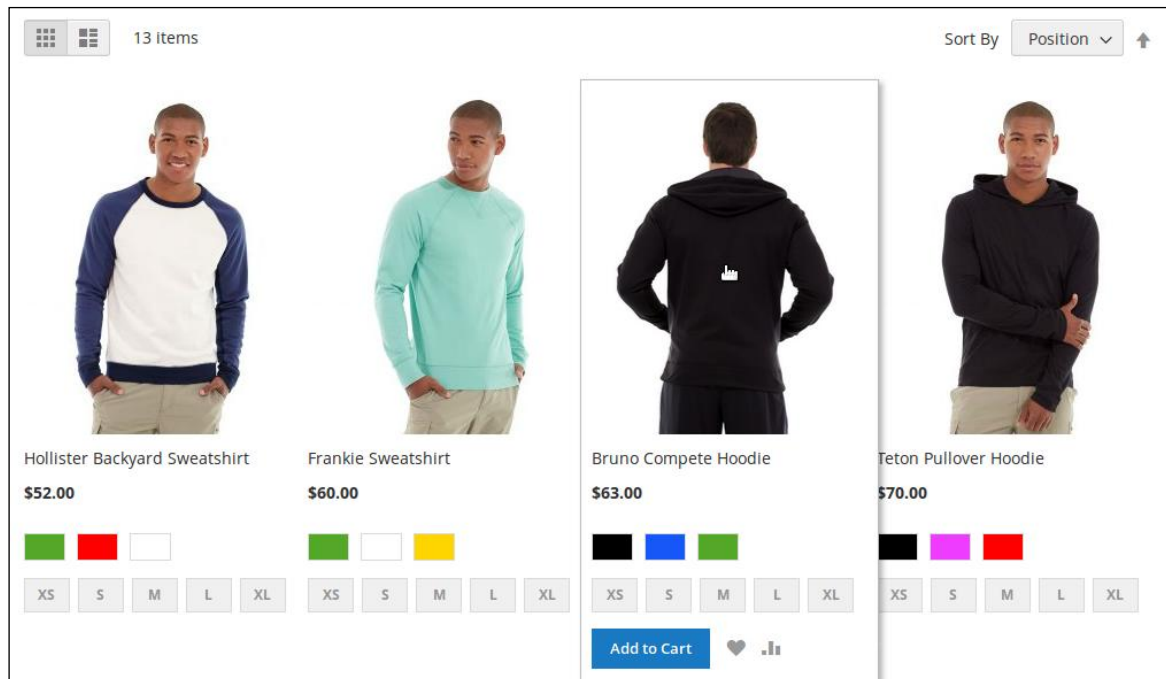 13 items
Sort By Position
Hollister Backyard Sweatshirt
$52.00
XS S M L XL
Frankie Sweatshirt
$60.00
XS S M L XL
Bruno Compete Hoodie
$63.00
XS S M L XL
Add to Cart
Teton Pullover Hoodie
$70.00
XS S M L XL